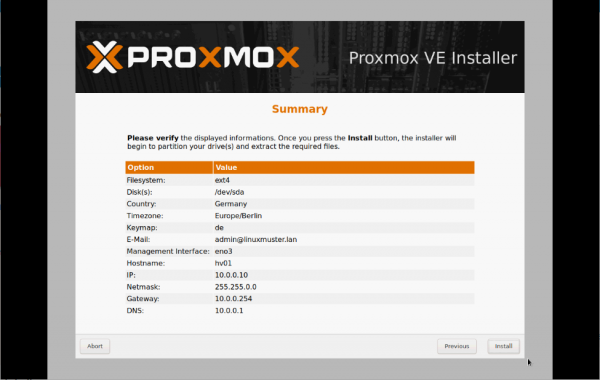 PROXMOX
Proxmox VE Installer
Summary
Please verify the displayed informations. Once you press the Install button, the installer will
begin to partition your drive(s) and extract the required files.
Option Value
Filesystem: ext4
Disk(s): /dev/sda
Country: Germany
Timezone: Europe/Berlin
Keymap: de
E-Mail: admin@linuxmuster.lan
Management Interface: eno3
Hostname: hv01
IP: 10.0.0.10
Netmask: 255.255.0.0
Gateway: 10.0.0.254
DNS: 10.0.0.1
Abort Previous Install